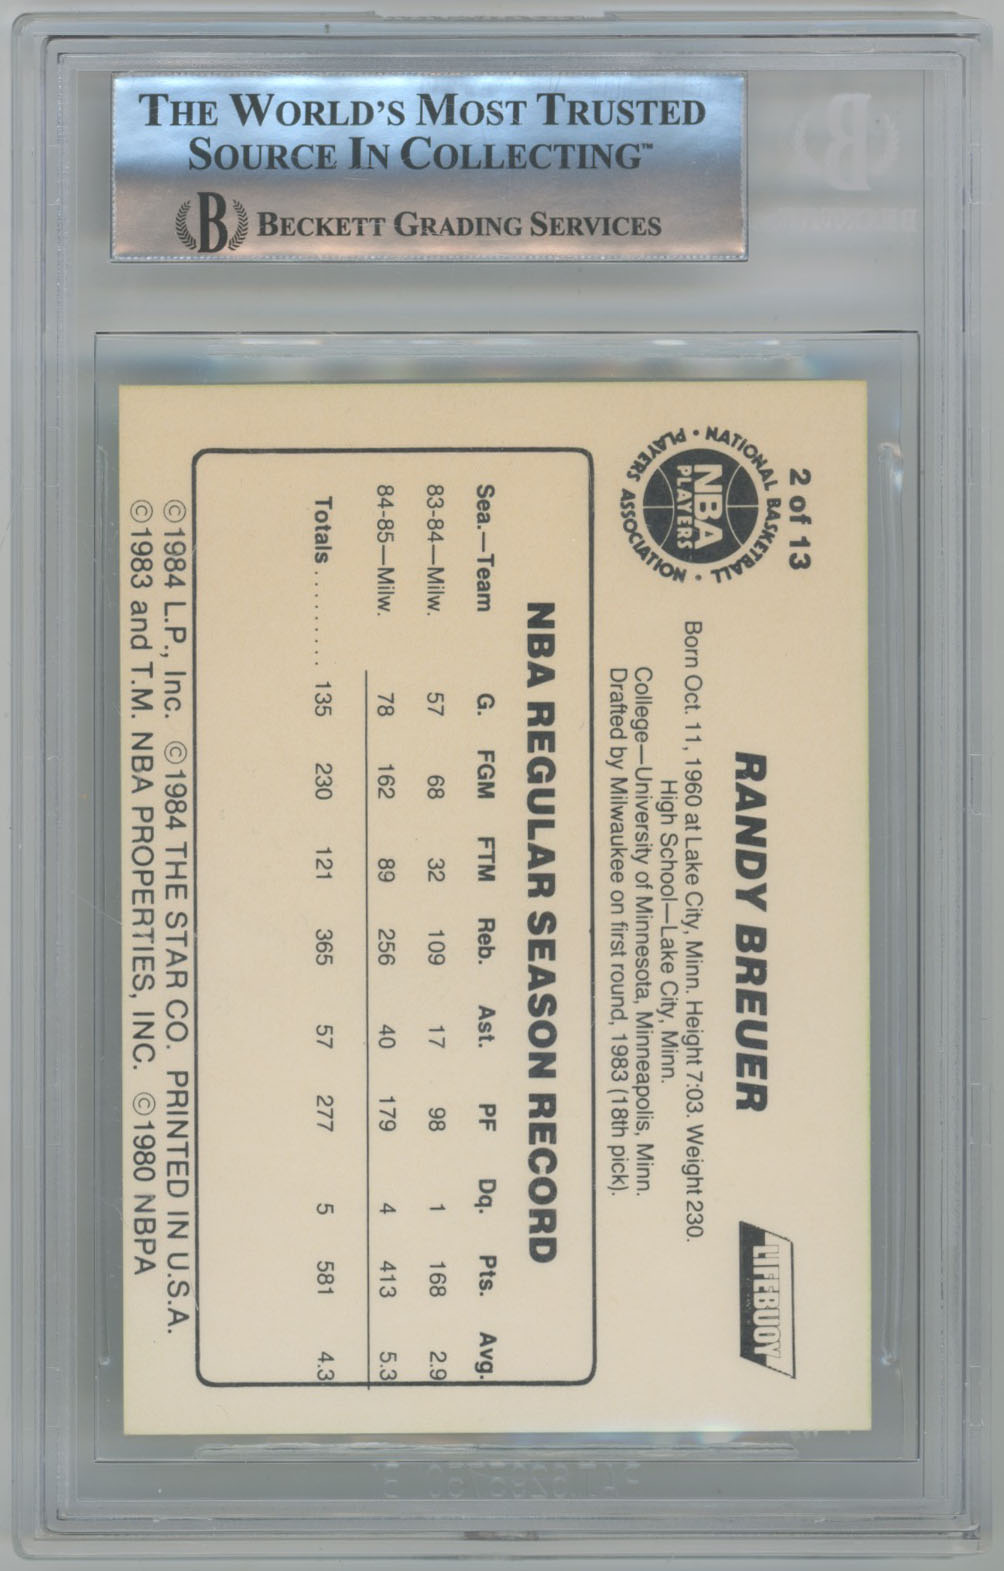 THE WORLD'S MOST TRUSTED
SOURCE IN COLLECTING™
B BECKETT GRADING SERVICES
2 of 13
NATIONAL BASKETBALL PLAYERS ASSOCIATION
NBA
PLAYERS
RANDY BREUER
LIFEBUOY
Born Oct. 11, 1960 at Lake City, Minn. Height 7:03. Weight 230.
High School—Lake City, Minn.
College—University of Minnesota, Minneapolis, Minn.
Drafted by Milwaukee on first round, 1983 (18th pick).
NBA REGULAR SEASON RECORD
Sea.—Team G. FGM FTM Reb. Ast. PF Dq. Pts. Avg.
83-84—Milw. 57 68 32 109 17 98 1 168 2.9
84-85—Milw. 78 162 89 256 40 179 4 413 5.3
Totals ........ 135 230 121 365 57 277 5 581 4.3
©1984 L.P., Inc. ©1984 THE STAR CO. PRINTED IN U.S.A.
©1983 and T.M. NBA PROPERTIES, INC. ©1980 NBPA